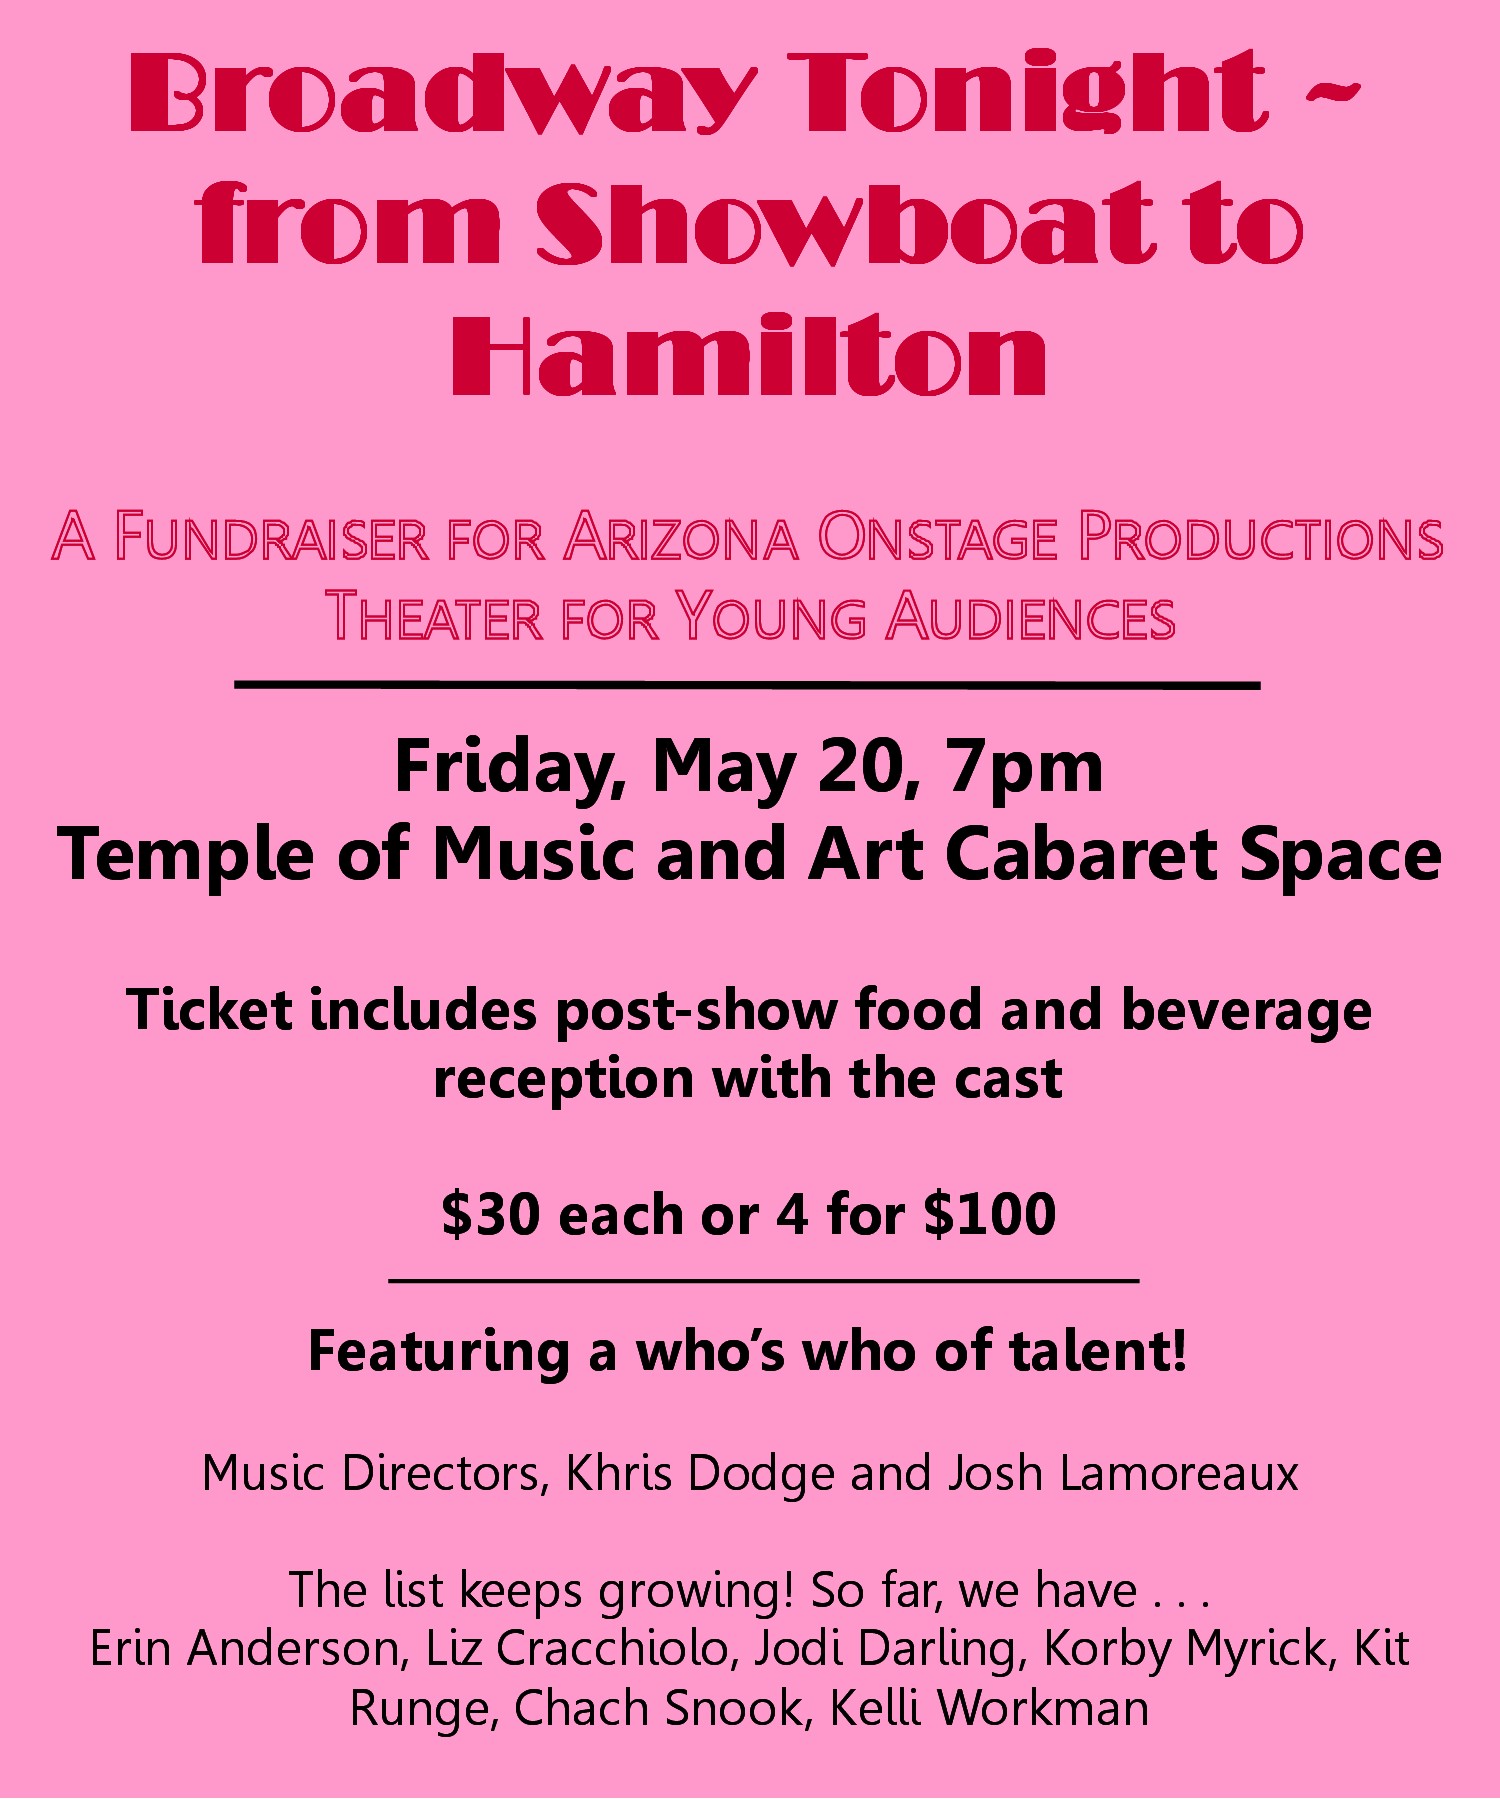 Broadway Tonight ~
from Showboat to
Hamilton
A Fundraiser for Arizona Onstage Productions
Theater for Young Audiences
Friday, May 20, 7pm
Temple of Music and Art Cabaret Space
Ticket includes post-show food and beverage
reception with the cast
$30 each or 4 for $100
Featuring a who’s who of talent!
Music Directors, Khris Dodge and Josh Lamoreaux
The list keeps growing! So far, we have . . .
Erin Anderson, Liz Cracchiolo, Jodi Darling, Korby Myrick, Kit
Runge, Chach Snook, Kelli Workman